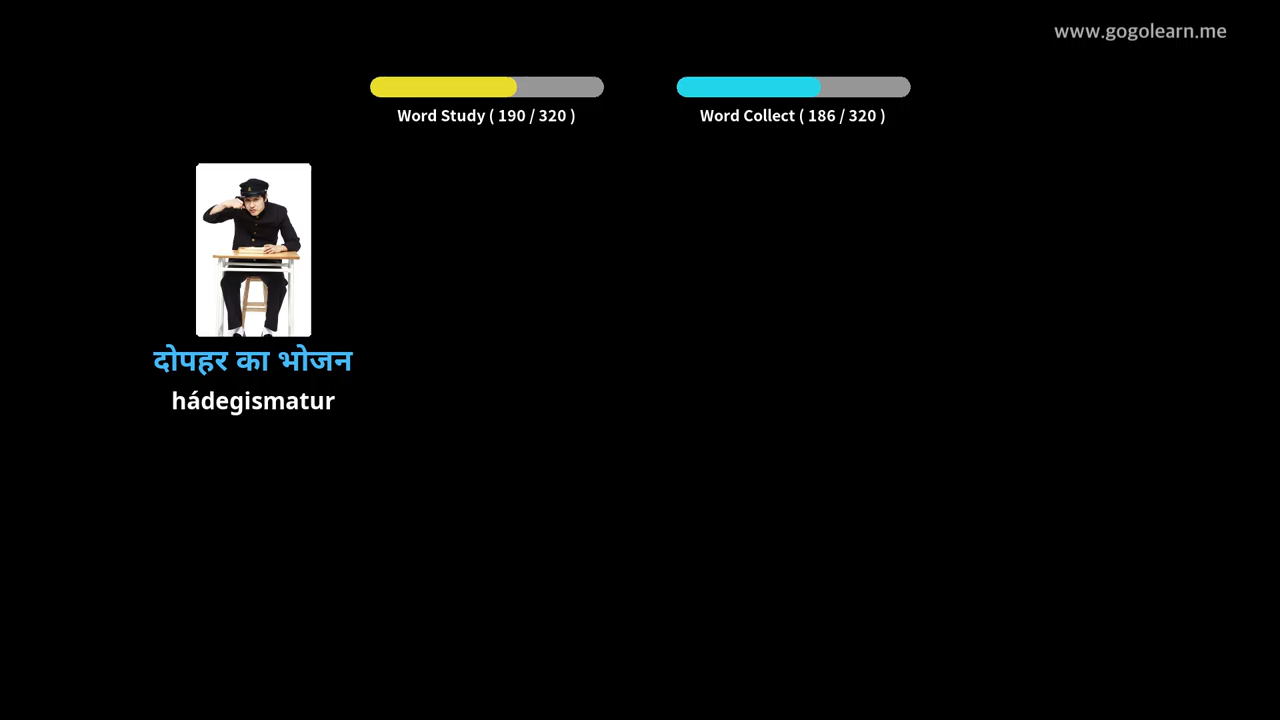 www.gogolearn.me
Word Study ( 190 / 320 )
Word Collect ( 186 / 320 )
दोपहर का भोजन
hádegismatur